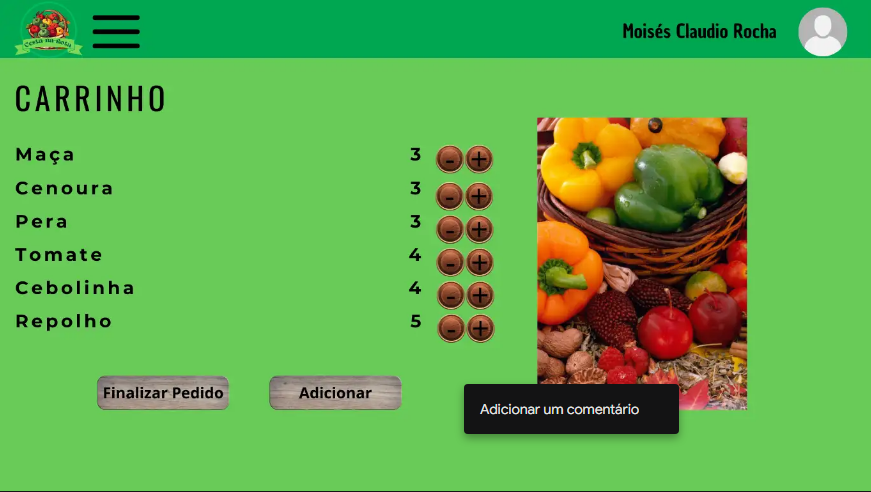 Cesta na Roça
Moisés Claudio Rocha
CARRINHO
Maça 3 - +
Cenoura 3 - +
Pera 3 - +
Tomate 4 - +
Cebolinha 4 - +
Repolho 5 - +
Finalizar Pedido Adicionar
Adicionar um comentário